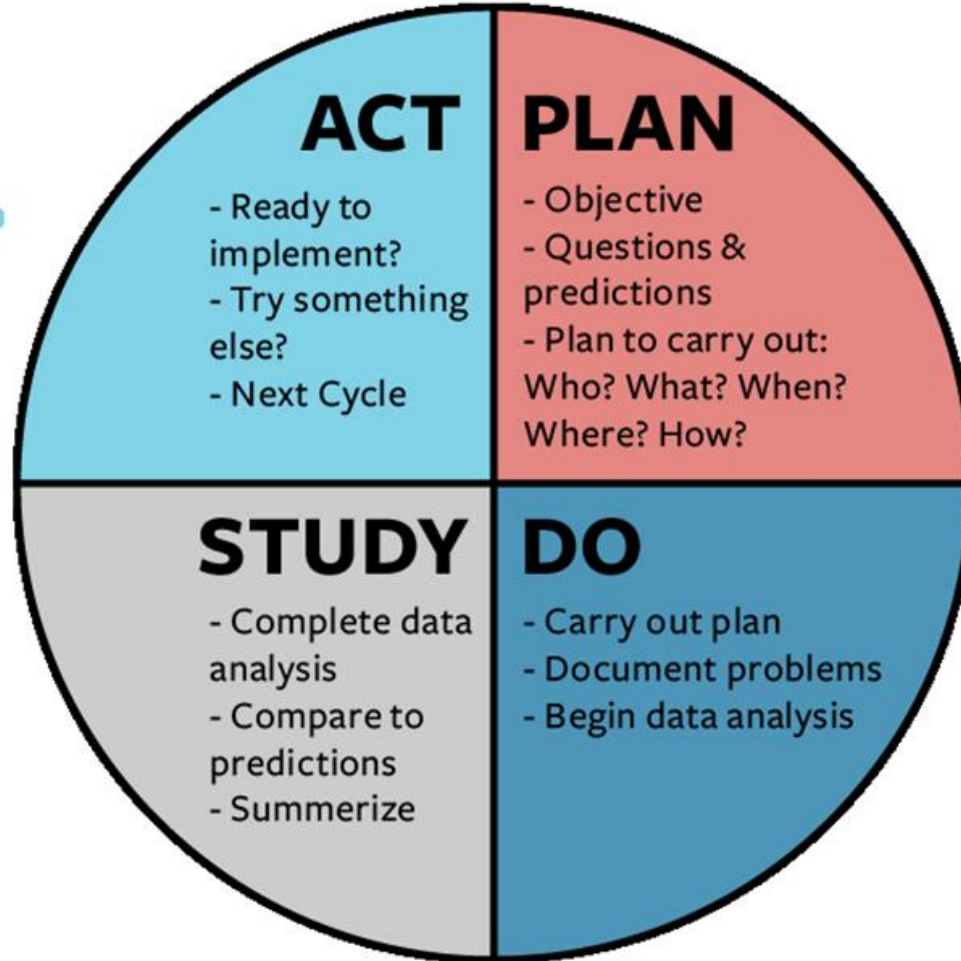 ACT
- Ready to
implement?
- Try something
else?
- Next Cycle
PLAN
- Objective
- Questions &
predictions
- Plan to carry out:
Who? What? When?
Where? How?
STUDY
- Complete data
analysis
- Compare to
predictions
- Summerize
DO
- Carry out plan
- Document problems
- Begin data analysis